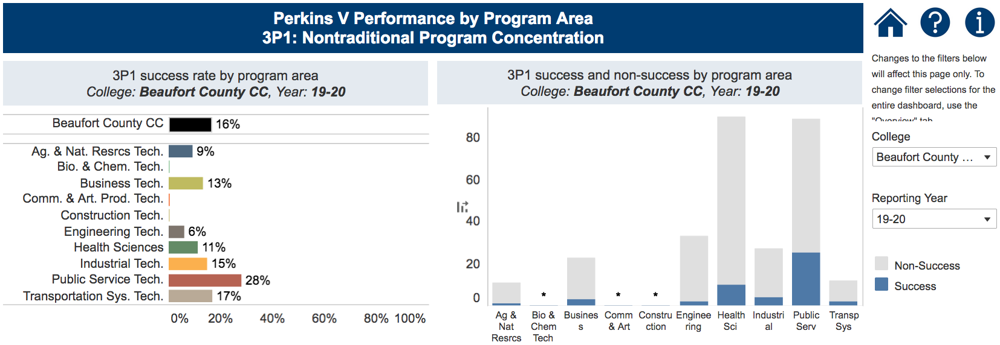 Perkins V Performance by Program Area
3P1: Nontraditional Program Concentration
3P1 success rate by program area
College: Beaufort County CC, Year: 19-20
Beaufort County CC 16%
Ag. & Nat. Resrcs Tech. 9%
Bio. & Chem. Tech.
Business Tech. 13%
Comm. & Art. Prod. Tech.
Construction Tech.
Engineering Tech. 6%
Health Sciences 11%
Industrial Tech. 15%
Public Service Tech. 28%
Transportation Sys. Tech. 17%
0% 20% 40% 60% 80% 100%
3P1 success and non-success by program area
College: Beaufort County CC, Year: 19-20
80
60
40
20
0
* * *
Ag & Bio & Busines Comm Constru Enginee Health Industri Public Transp
Nat Chem s & Art ction ring Sci al Serv Sys
Resrcs Tech
Changes to the filters below
will affect this page only. To
change filter selections for the
entire dashboard, use the
"Overview" tab
College
Beaufort County ...
Reporting Year
19-20
Non-Success
Success